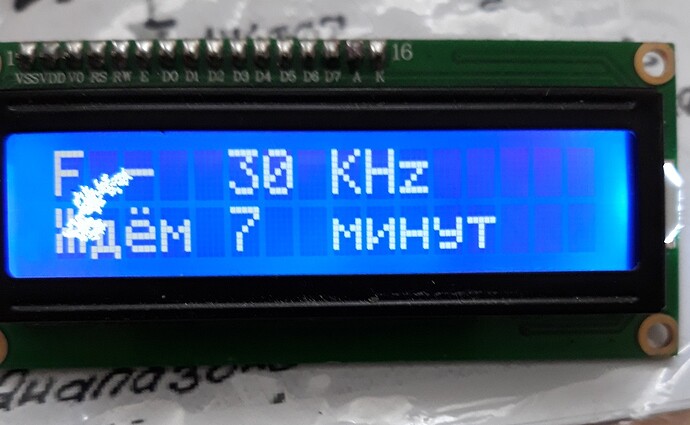 1 16
VSS VDD V0 RS RW E D0 D1 D2 D3 D4 D5 D6 D7 A K
F - 30 KHz
Ждём 7 минут